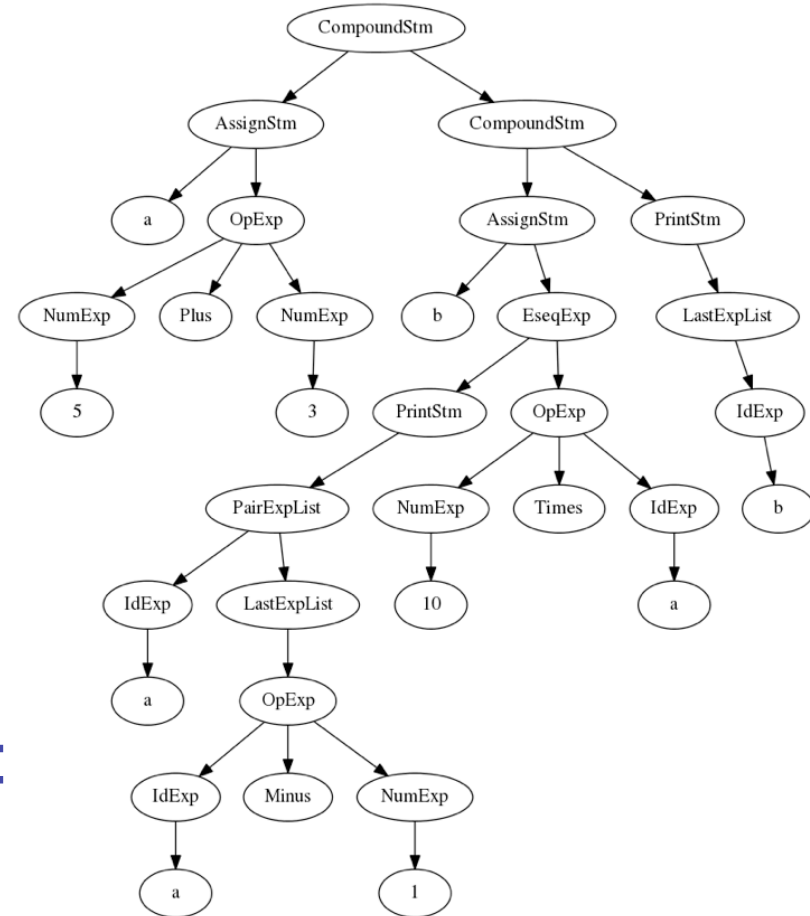 CompoundStm
AssignStm CompoundStm
a OpExp AssignStm PrintStm
NumExp Plus NumExp b EseqExp LastExpList
5 3 PrintStm OpExp IdExp
PairExpList NumExp Times IdExp b
IdExp LastExpList 10 a
a OpExp
IdExp Minus NumExp
a 1